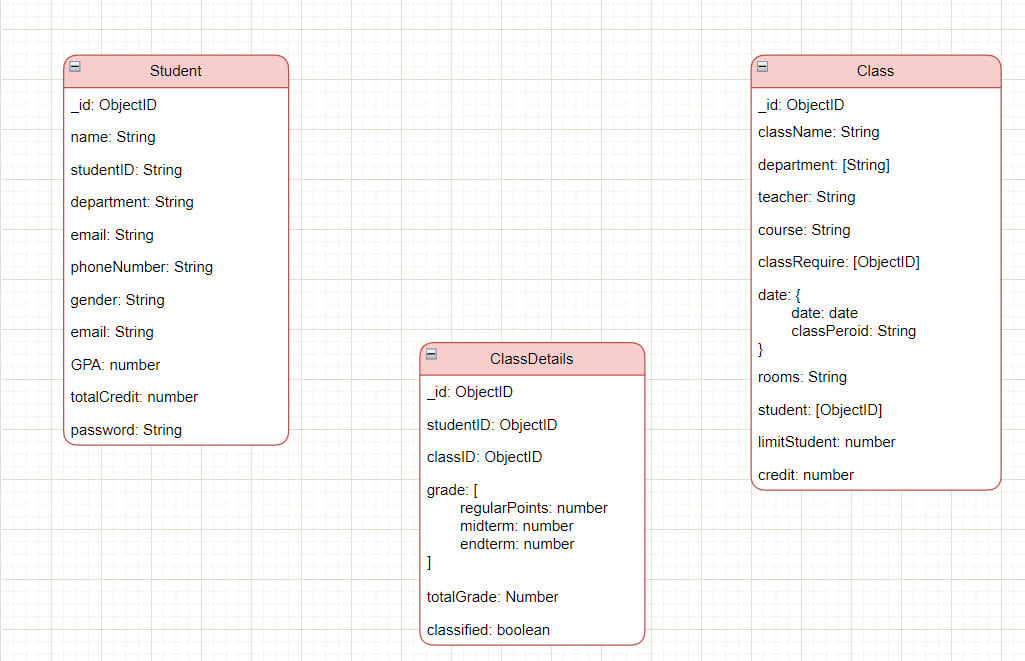 Student
_id: ObjectID
name: String
studentID: String
department: String
email: String
phoneNumber: String
gender: String
email: String
GPA: number
totalCredit: number
password: String
ClassDetails
_id: ObjectID
studentID: ObjectID
classID: ObjectID
grade: [
regularPoints: number
midterm: number
endterm: number
]
totalGrade: Number
classified: boolean
Class
_id: ObjectID
className: String
department: [String]
teacher: String
course: String
classRequire: [ObjectID]
date: {
date: date
classPeroid: String
}
rooms: String
student: [ObjectID]
limitStudent: number
credit: number